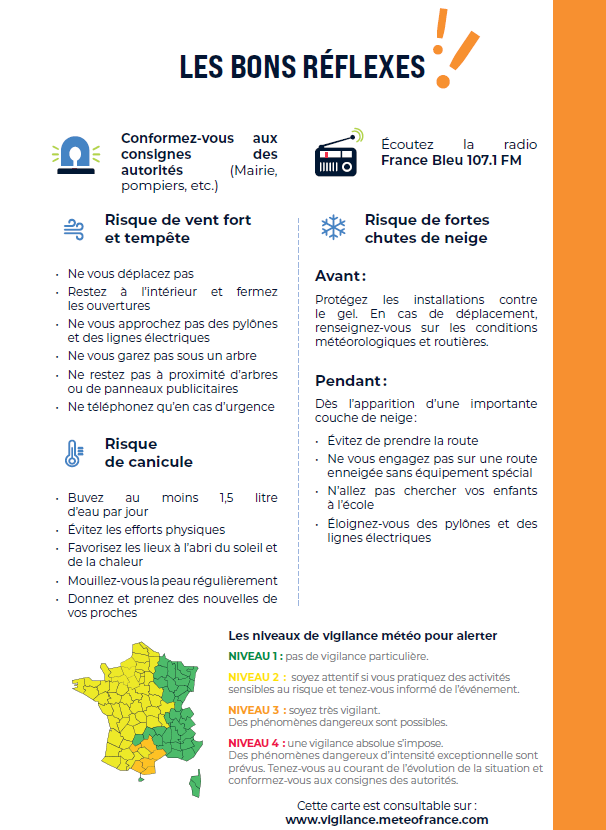 LES BONS RÉFLEXES
Conformez-vous aux
consignes des
autorités (Mairie,
pompiers, etc.)
Écoutez la radio
France Bleu 107.1 FM
Risque de vent fort
et tempête
• Ne vous déplacez pas
• Restez à l'intérieur et fermez
les ouvertures
• Ne vous approchez pas des pylônes
et des lignes électriques
• Ne vous garez pas sous un arbre
• Ne restez pas à proximité d'arbres
ou de panneaux publicitaires
• Ne téléphonez qu'en cas d'urgence
Risque
de canicule
• Buvez au moins 1,5 litre
d'eau par jour
• Évitez les efforts physiques
• Favorisez les lieux à l'abri du soleil et
de la chaleur
• Mouillez-vous la peau régulièrement
• Donnez et prenez des nouvelles de
vos proches
Risque de fortes
chutes de neige
Avant :
Protégez les installations contre
le gel. En cas de déplacement,
renseignez-vous sur les conditions
météorologiques et routières.
Pendant :
Dès l'apparition d'une importante
couche de neige :
• Évitez de prendre la route
• Ne vous engagez pas sur une route
enneigée sans équipement spécial
• N'allez pas chercher vos enfants
à l'école
• Éloignez-vous des pylônes et des
lignes électriques
Les niveaux de vigilance météo pour alerter
NIVEAU 1 : pas de vigilance particulière.
NIVEAU 2 : soyez attentif si vous pratiquez des activités
sensibles au risque et tenez-vous informé de l'événement.
NIVEAU 3 : soyez très vigilant.
Des phénomènes dangereux sont possibles.
NIVEAU 4 : une vigilance absolue s'impose.
Des phénomènes dangereux d'intensité exceptionnelle sont
prévus. Tenez-vous au courant de l'évolution de la situation et
conformez-vous aux consignes des autorités.
Cette carte est consultable sur :
www.vigilance.meteofrance.com